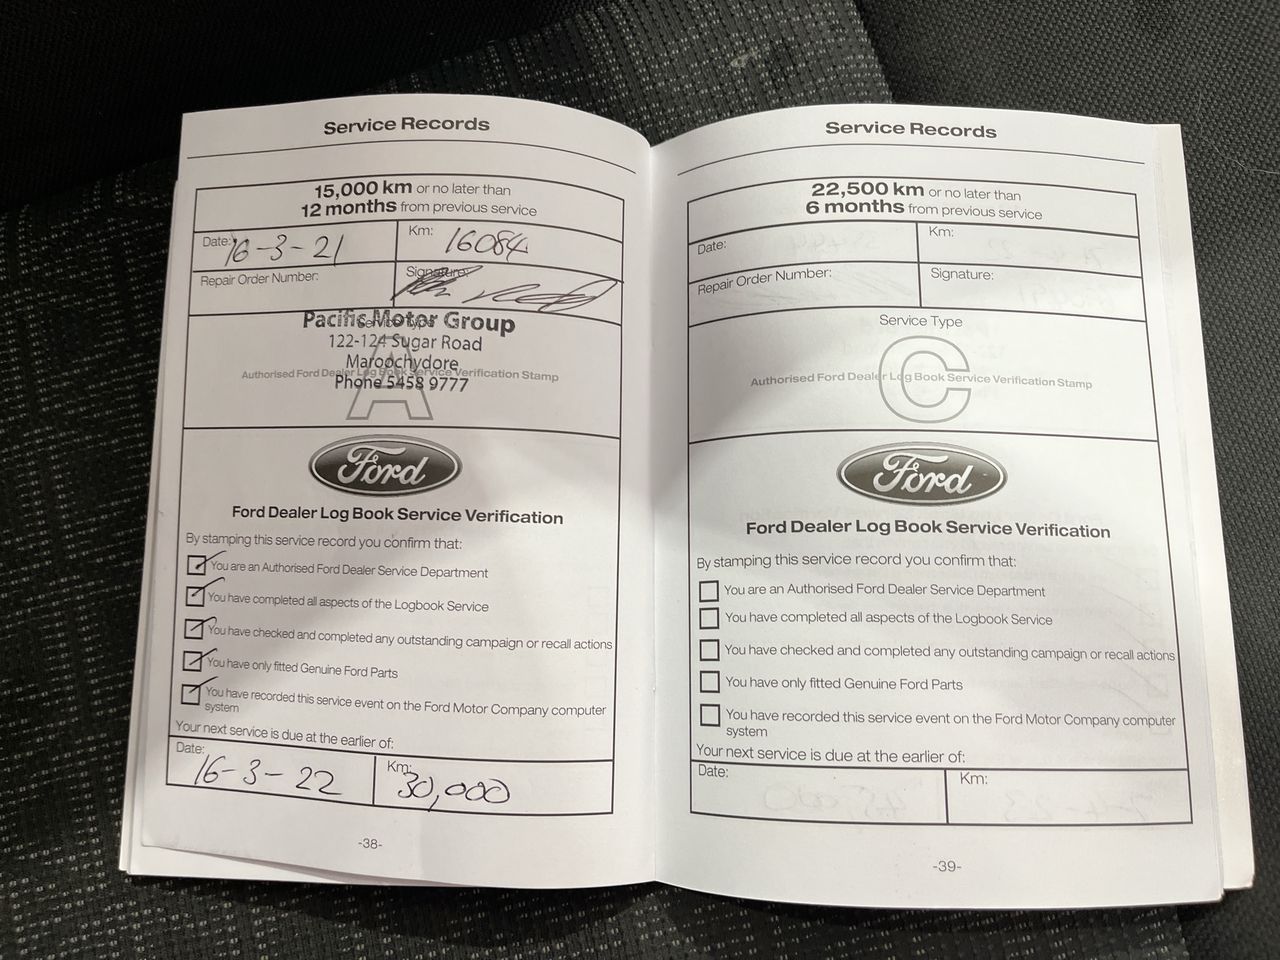 Service Records
15,000 km or no later than
12 months from previous service
Date: 16-3-21
Km: 16084
Repair Order Number:
Signature:
Service Type
Pacific Motor Group
122-124 Sugar Road
Maroochydore
Phone 5458 9777
Authorised Ford Dealer Log Book Service Verification Stamp
A
Ford
Ford Dealer Log Book Service Verification
By stamping this service record you confirm that:
You are an Authorised Ford Dealer Service Department
You have completed all aspects of the Logbook Service
You have checked and completed any outstanding campaign or recall actions
You have only fitted Genuine Ford Parts
You have recorded this service event on the Ford Motor Company computer
system
Your next service is due at the earlier of:
Date: 16-3-22
Km: 30,000
-38-
Service Records
22,500 km or no later than
6 months from previous service
Date:
Km:
Repair Order Number:
Signature:
Service Type
C
Authorised Ford Dealer Log Book Service Verification Stamp
Ford
Ford Dealer Log Book Service Verification
By stamping this service record you confirm that:
You are an Authorised Ford Dealer Service Department
You have completed all aspects of the Logbook Service
You have checked and completed any outstanding campaign or recall actions
You have only fitted Genuine Ford Parts
You have recorded this service event on the Ford Motor Company computer
system
Your next service is due at the earlier of:
Date:
Km:
-39-